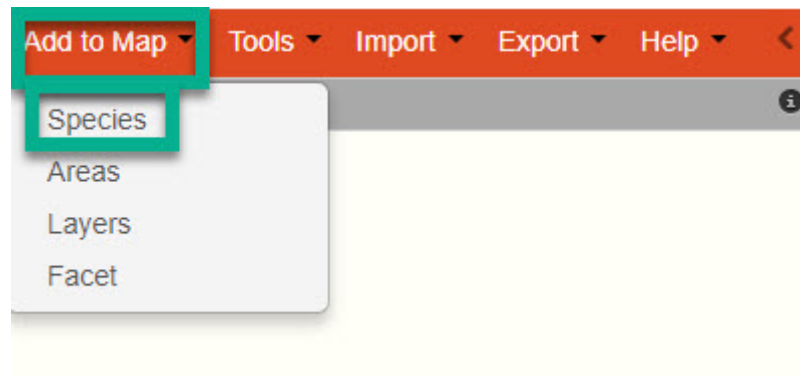 Add to Map Tools Import Export Help
Species
Areas
Layers
Facet